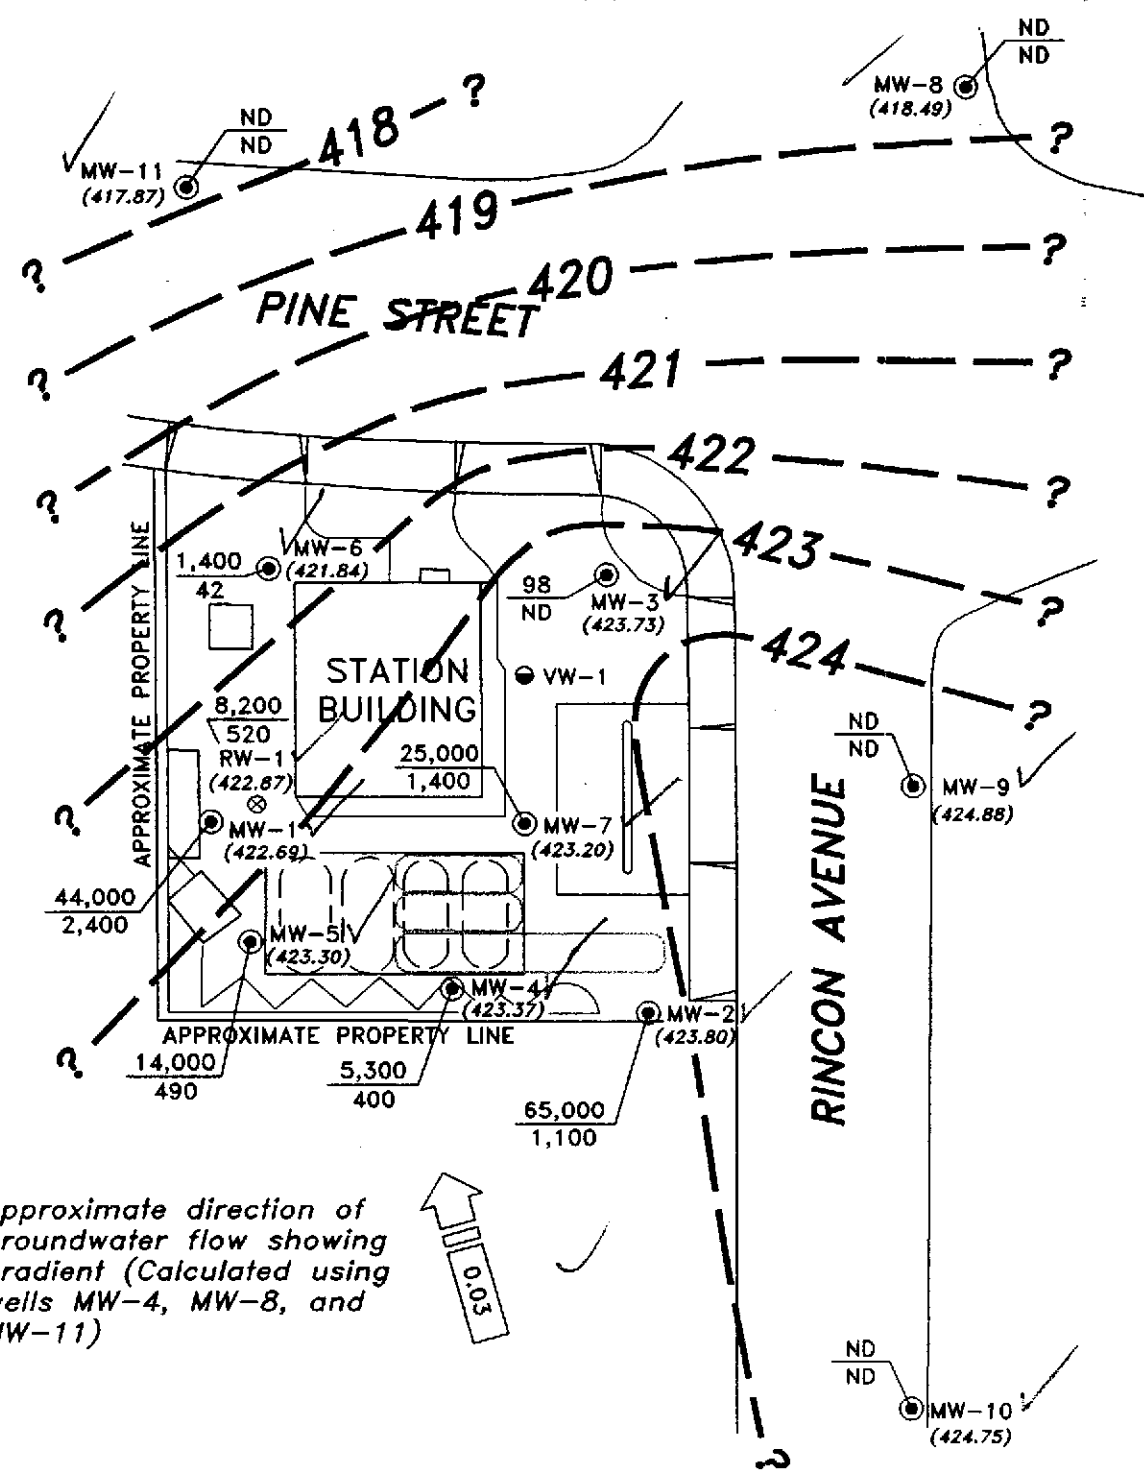 ND
ND
MW-8
(418.49)
?
418
ND
ND
MW-11
(417.87)
?
?
419
?
420
?
PINE STREET
?
421
?
422
?
?
423
?
424
?
?
1,400
42
MW-6
(421.84)
98
ND
MW-3
(423.73)
VW-1
STATION
BUILDING
APPROXIMATE PROPERTY LINE
8,200
520
RW-1
(422.87)
25,000
1,400
ND
ND
MW-9
(424.88)
?
MW-1
(422.69)
MW-7
(423.20)
44,000
2,400
RINCON AVENUE
MW-5
(423.30)
MW-4
(423.37)
MW-2
(423.80)
?
APPROXIMATE PROPERTY LINE
14,000
490
5,300
400
65,000
1,100
pproximate direction of
roundwater flow showing
radient (Calculated using
ells MW-4, MW-8, and
MW-11)
0.03
ND
ND
MW-10
(424.75)
?